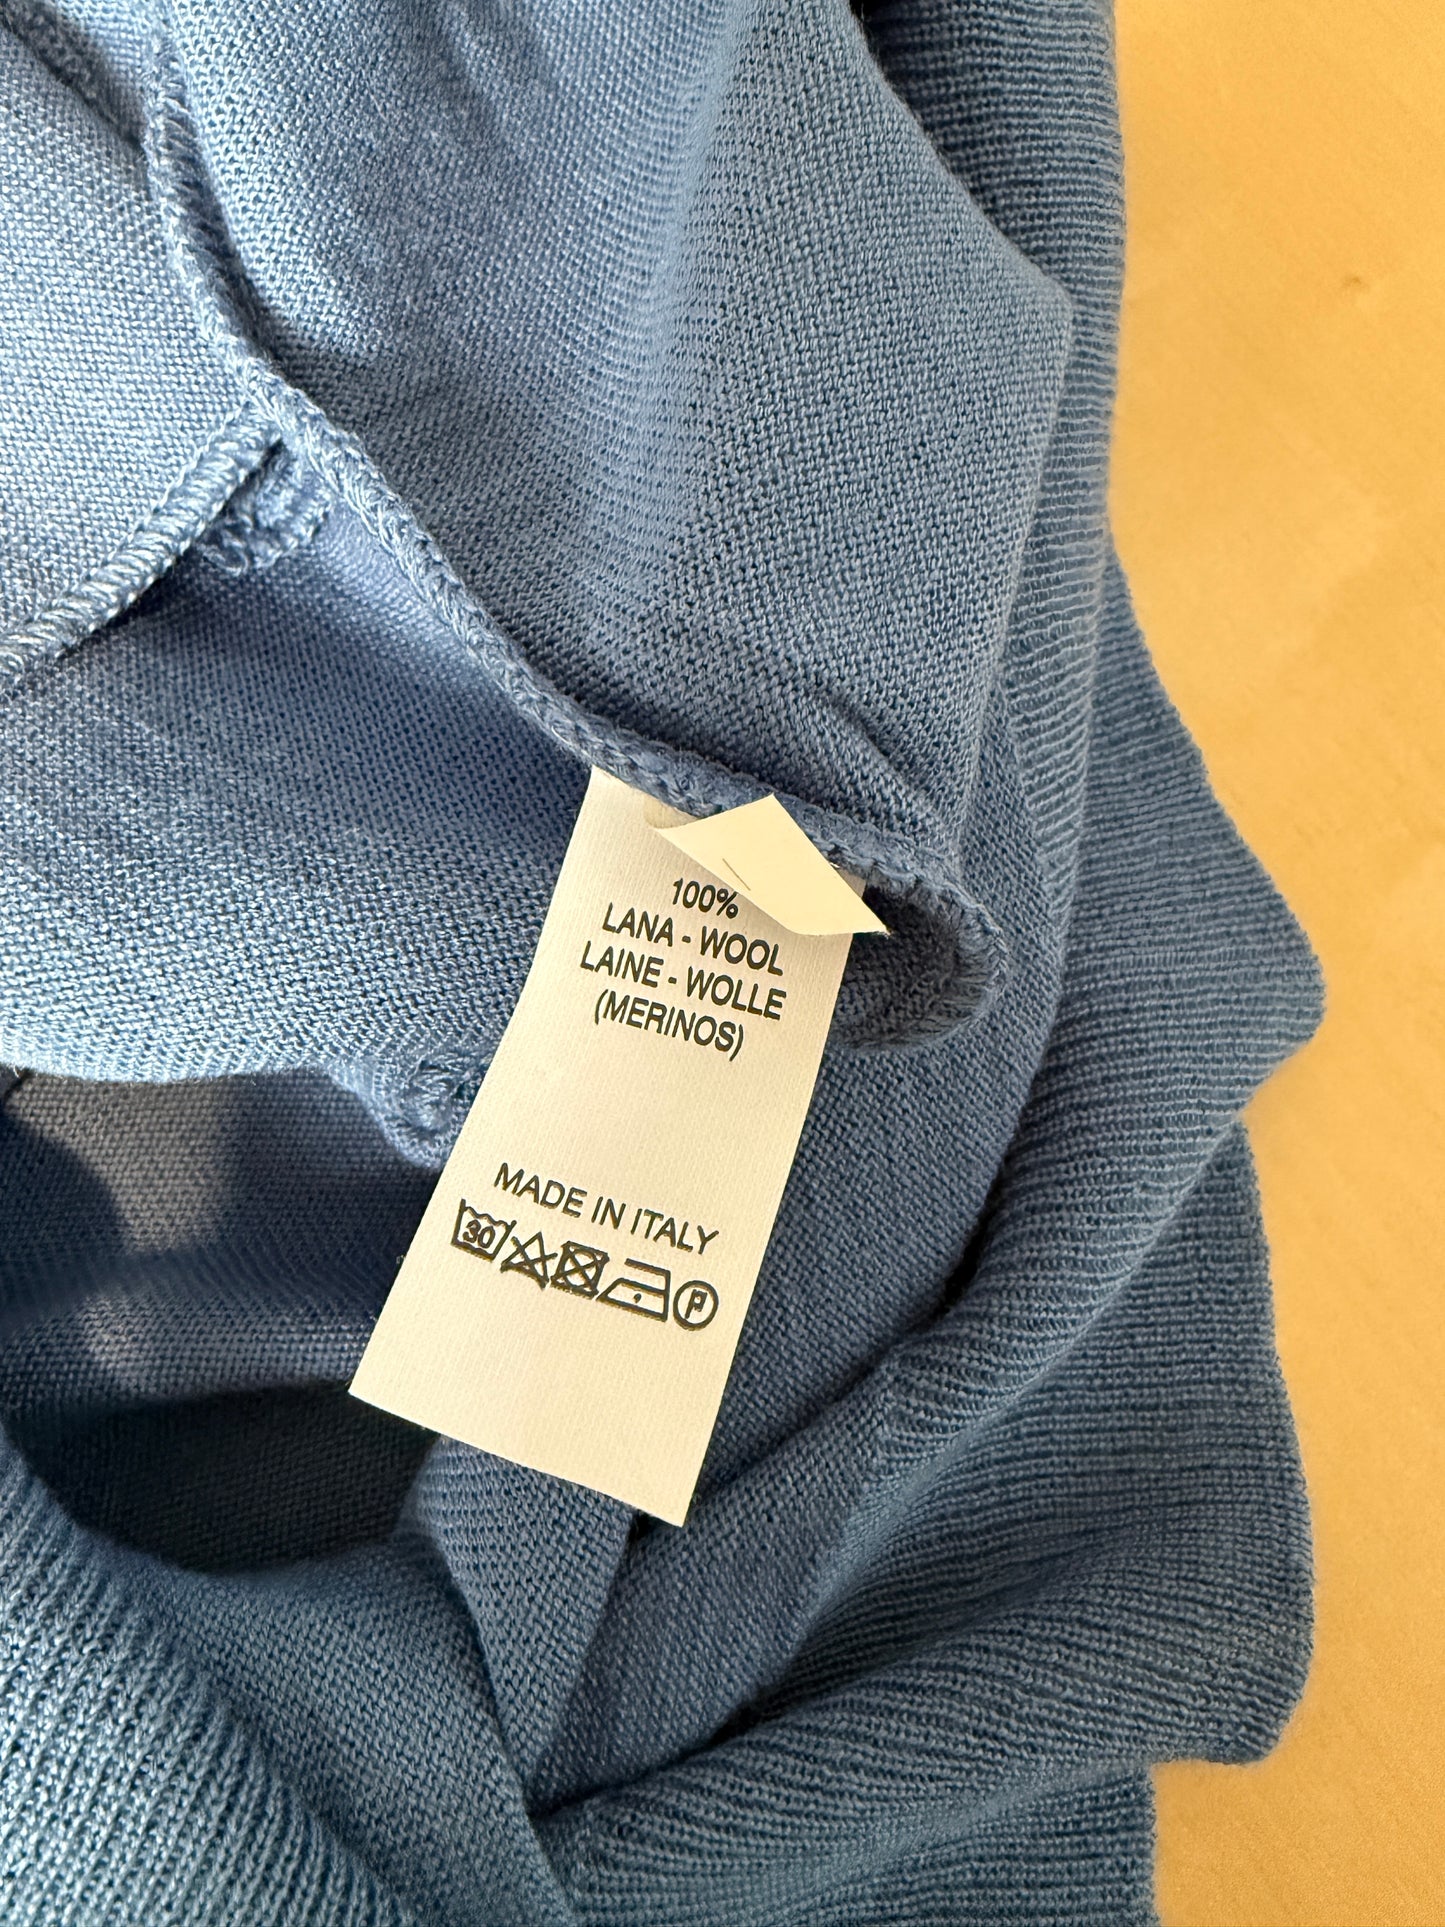 100%
LANA - WOOL
LAINE - WOLLE
(MERINOS)
MADE IN ITALY
30 P